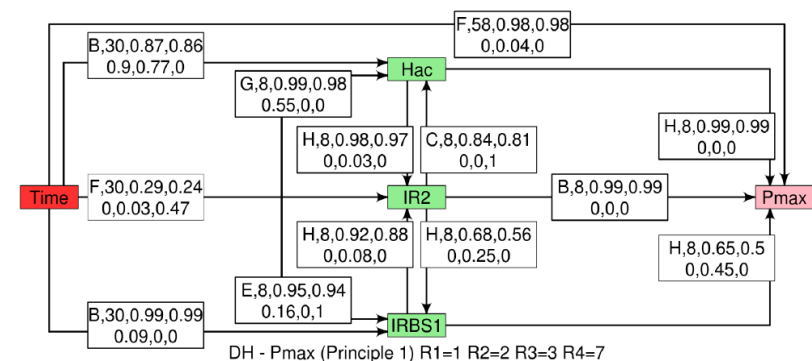 F,58,0.98,0.98
0,0.04,0
B,30,0.87,0.86
0.9,0.77,0
Hac
G,8,0.99,0.98
0.55,0,0
H,8,0.98,0.97
0,0.03,0
C,8,0.84,0.81
0,0,1
H,8,0.99,0.99
0,0,0
Time
F,30,0.29,0.24
0,0.03,0.47
IR2
B,8,0.99,0.99
0,0,0
Pmax
H,8,0.92,0.88
0,0.08,0
H,8,0.68,0.56
0,0.25,0
H,8,0.65,0.5
0,0.45,0
E,8,0.95,0.94
0.16,0,1
B,30,0.99,0.99
0.09,0,0
IRBS1
DH - Pmax (Principle 1) R1=1 R2=2 R3=3 R4=7